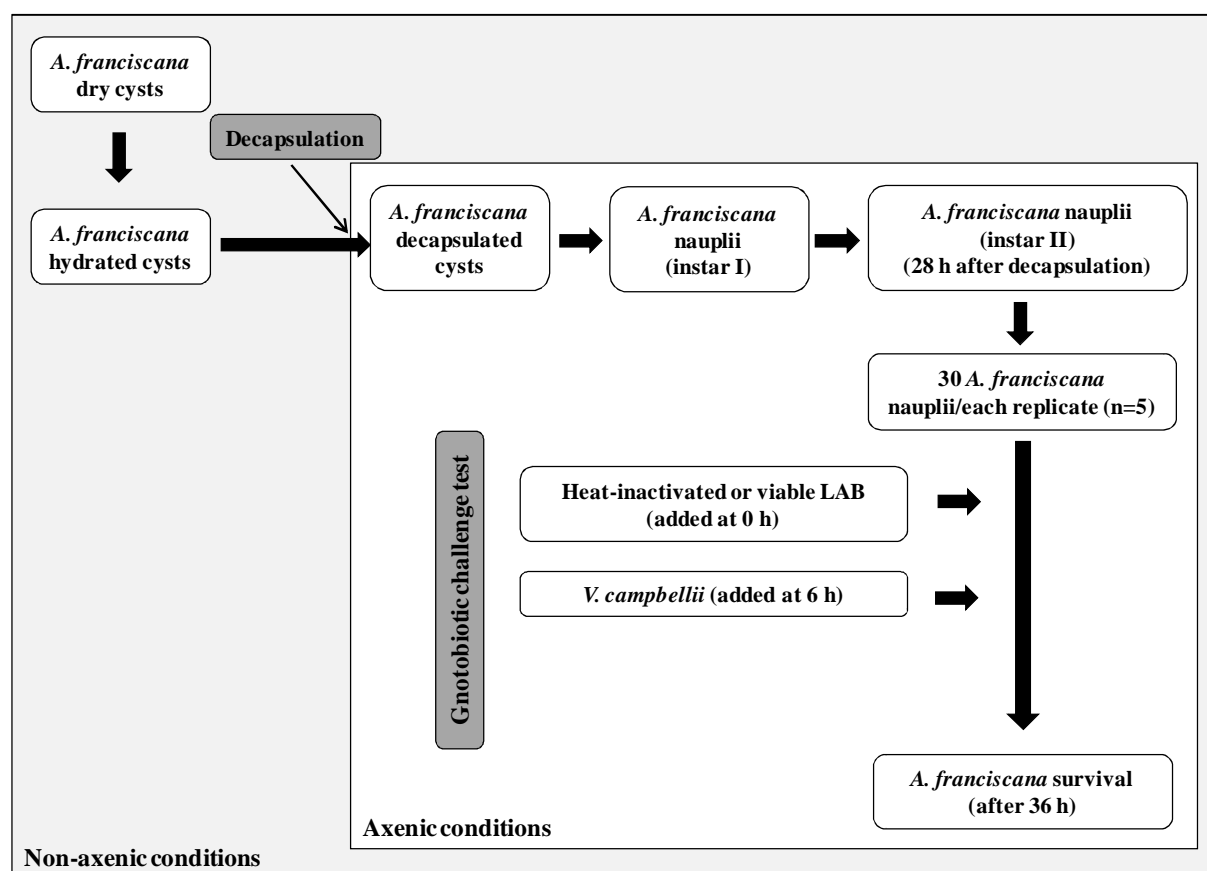 A. franciscana
dry cysts
Decapsulation
A. franciscana
hydrated cysts
A. franciscana
decapsulated
cysts
A. franciscana
nauplii
(instar I)
A. franciscana nauplii
(instar II)
(28 h after decapsulation)
30 A. franciscana
nauplii/each replicate (n=5)
Gnotobiotic challenge test
Heat-inactivated or viable LAB
(added at 0 h)
V. campbellii (added at 6 h)
A. franciscana survival
(after 36 h)
Axenic conditions
Non-axenic conditions